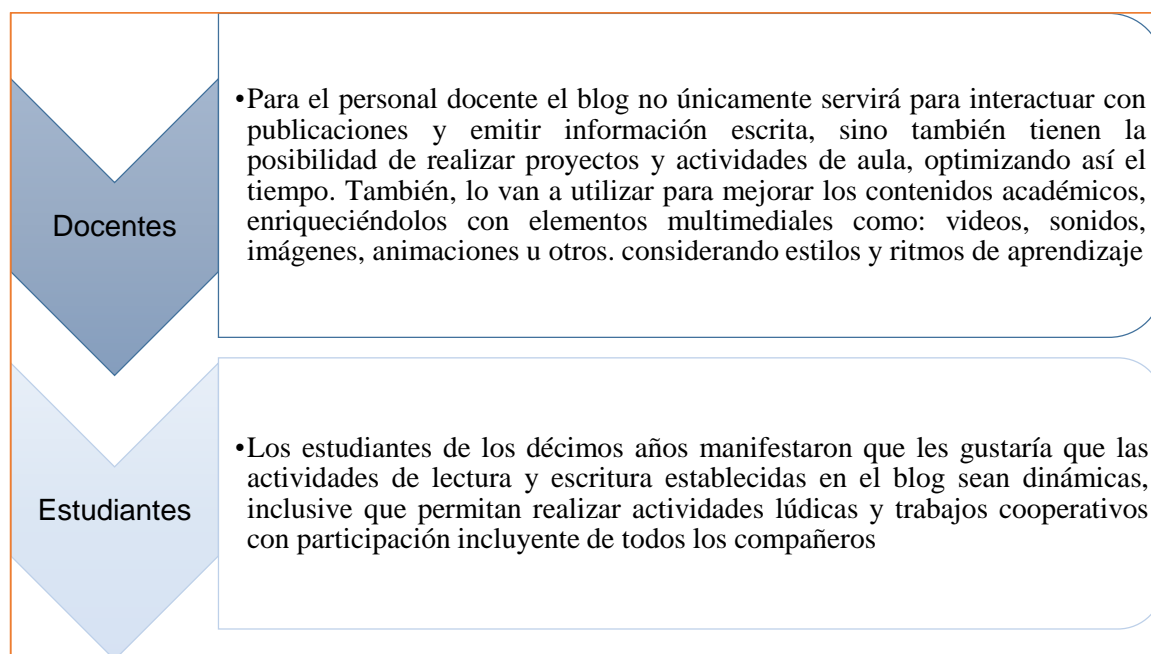 Docentes
•Para el personal docente el blog no únicamente servirá para interactuar con
publicaciones y emitir información escrita, sino también tienen la
posibilidad de realizar proyectos y actividades de aula, optimizando así el
tiempo. También, lo van a utilizar para mejorar los contenidos académicos,
enriqueciéndolos con elementos multimediales como: videos, sonidos,
imágenes, animaciones u otros. considerando estilos y ritmos de aprendizaje
Estudiantes
•Los estudiantes de los décimos años manifestaron que les gustaría que las
actividades de lectura y escritura establecidas en el blog sean dinámicas,
inclusive que permitan realizar actividades lúdicas y trabajos cooperativos
con participación incluyente de todos los compañeros